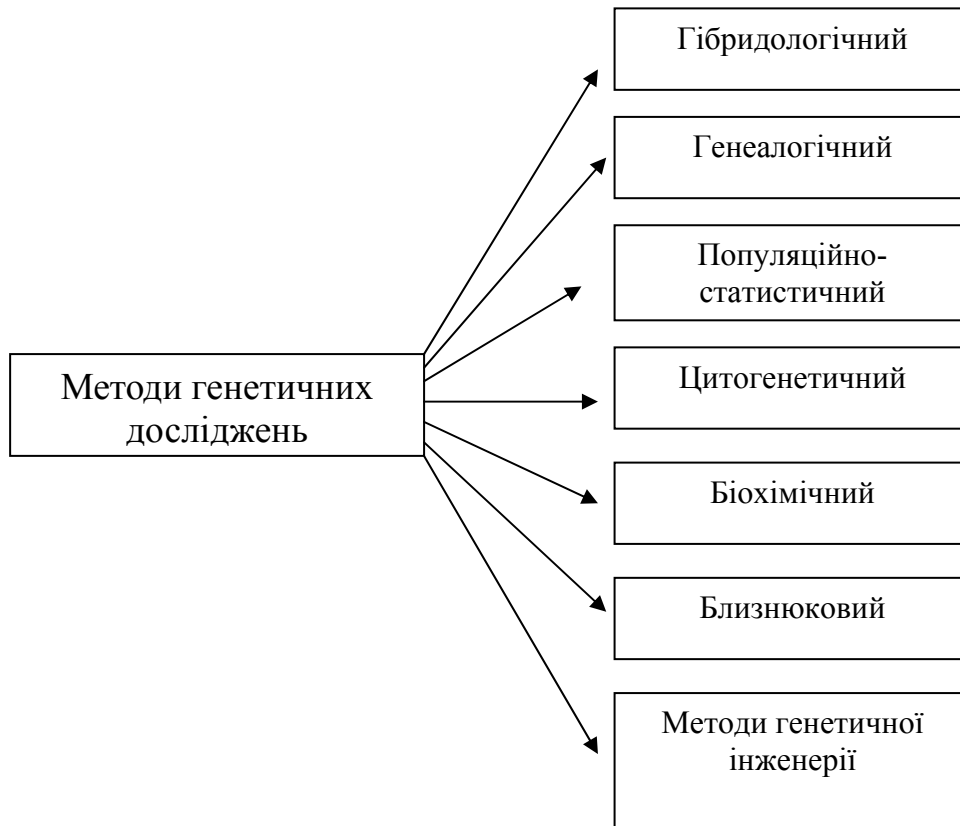 Гібридологічний
Генеалогічний
Популяційно-
статистичний
Методи генетичних
досліджень
Цитогенетичний
Біохімічний
Близнюковий
Методи генетичної
інженерії